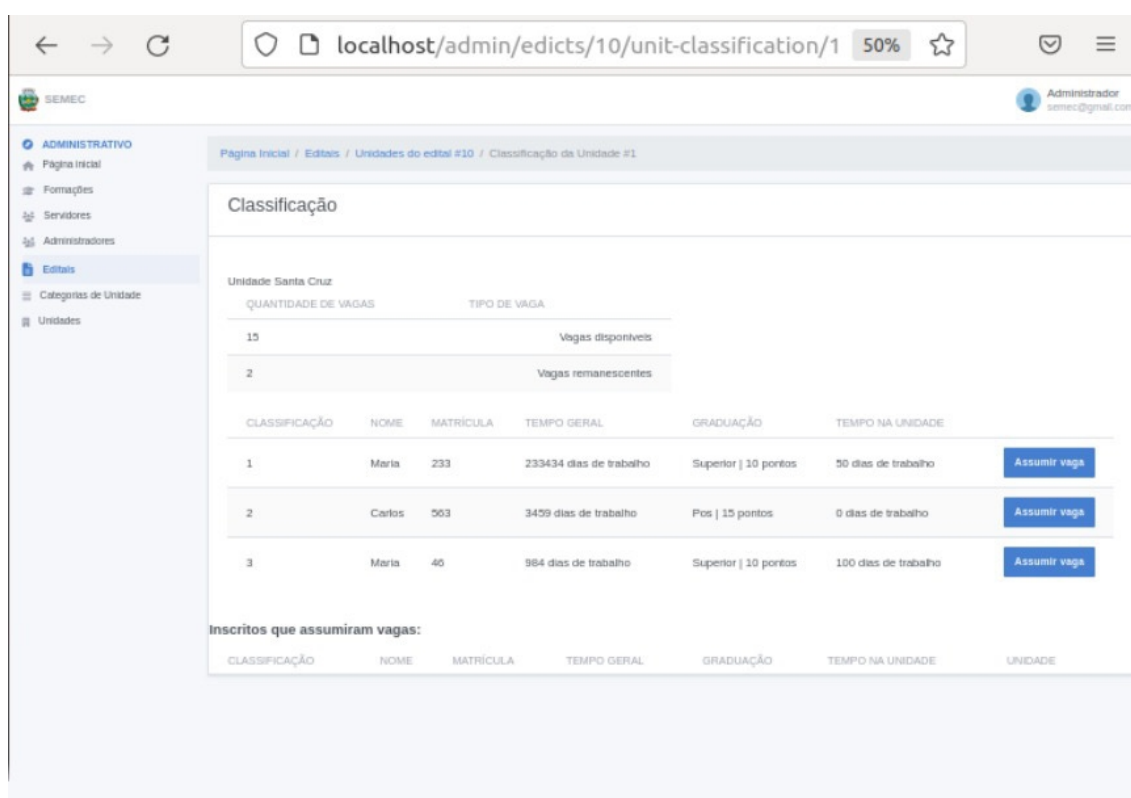 localhost/admin/edicts/10/unit-classification/1 50%
SEMEC
Administrador
semec@gmail.com
ADMINISTRATIVO
Página Inicial
Formações
Servidores
Administradores
Editais
Categorias de Unidade
Unidades
Página Inicial / Editais / Unidades do edital #10 / Classificação da Unidade #1
Classificação
Unidade Santa Cruz
QUANTIDADE DE VAGAS TIPO DE VAGA
15 Vagas disponíveis
2 Vagas remanescentes
CLASSIFICAÇÃO NOME MATRÍCULA TEMPO GERAL GRADUAÇÃO TEMPO NA UNIDADE
1 Maria 233 233434 dias de trabalho Superior | 10 pontos 50 dias de trabalho Assumir vaga
2 Carlos 563 3459 dias de trabalho Pos | 15 pontos 0 dias de trabalho Assumir vaga
3 Maria 46 984 dias de trabalho Superior | 10 pontos 100 dias de trabalho Assumir vaga
Inscritos que assumiram vagas:
CLASSIFICAÇÃO NOME MATRÍCULA TEMPO GERAL GRADUAÇÃO TEMPO NA UNIDADE UNIDADE